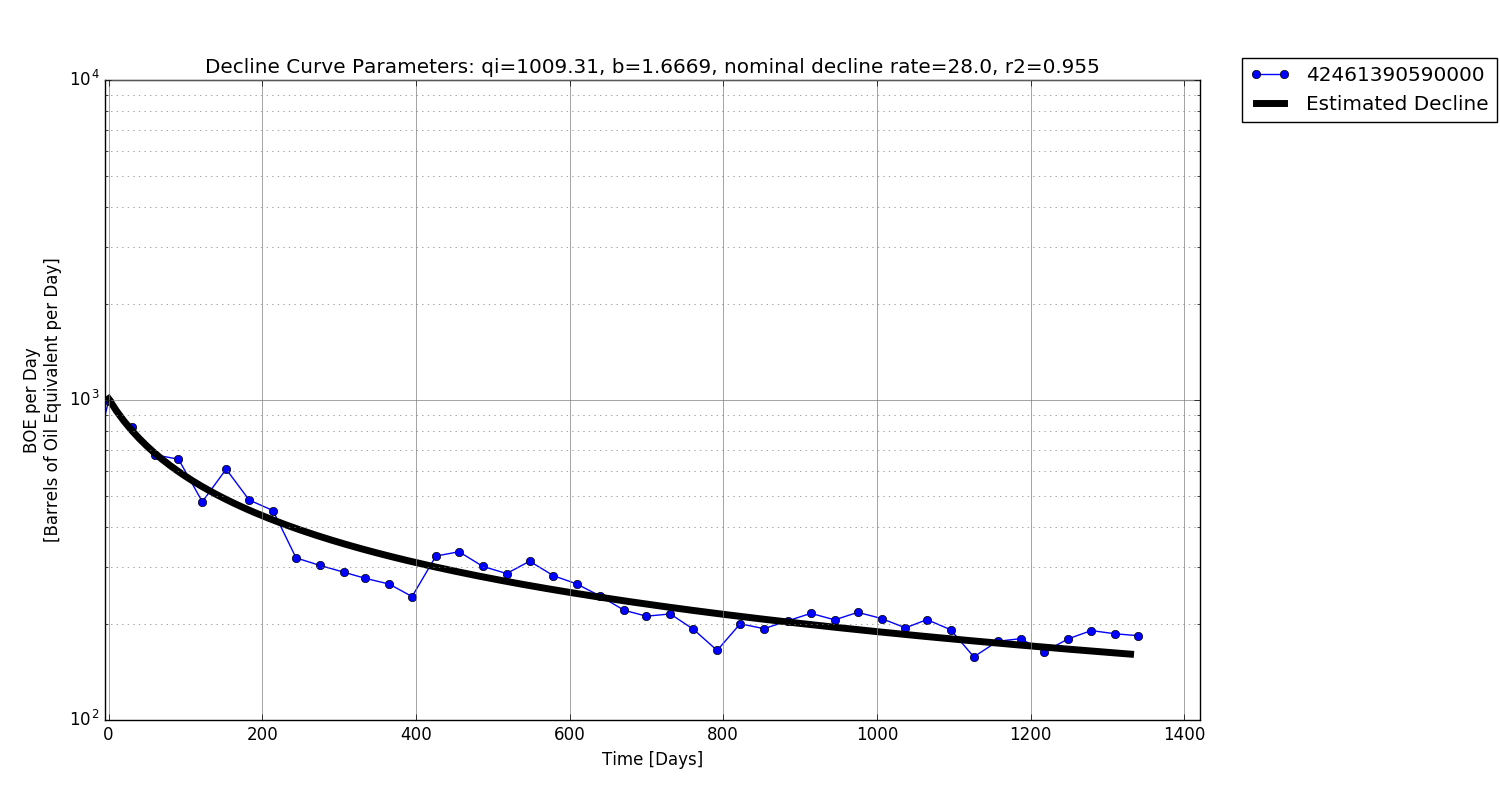 Decline Curve Parameters: qi=1009.31, b=1.6669, nominal decline rate=28.0, r2=0.955
42461390590000
Estimated Decline
BOE per Day
[Barrels of Oil Equivalent per Day]
10^4
10^3
10^2
0 200 400 600 800 1000 1200 1400
Time [Days]